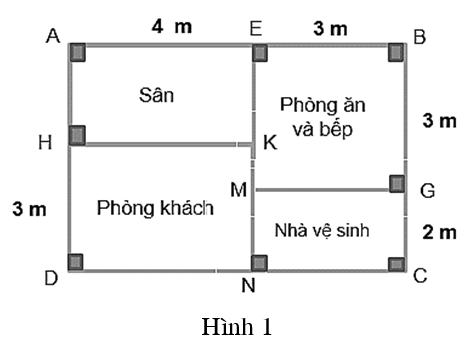 A 4 m E 3 m B
Sân
Phòng ăn
và bếp
3 m
H K
M G
3 m Phòng khách
Nhà vệ sinh 2 m
D N C
Hình 1